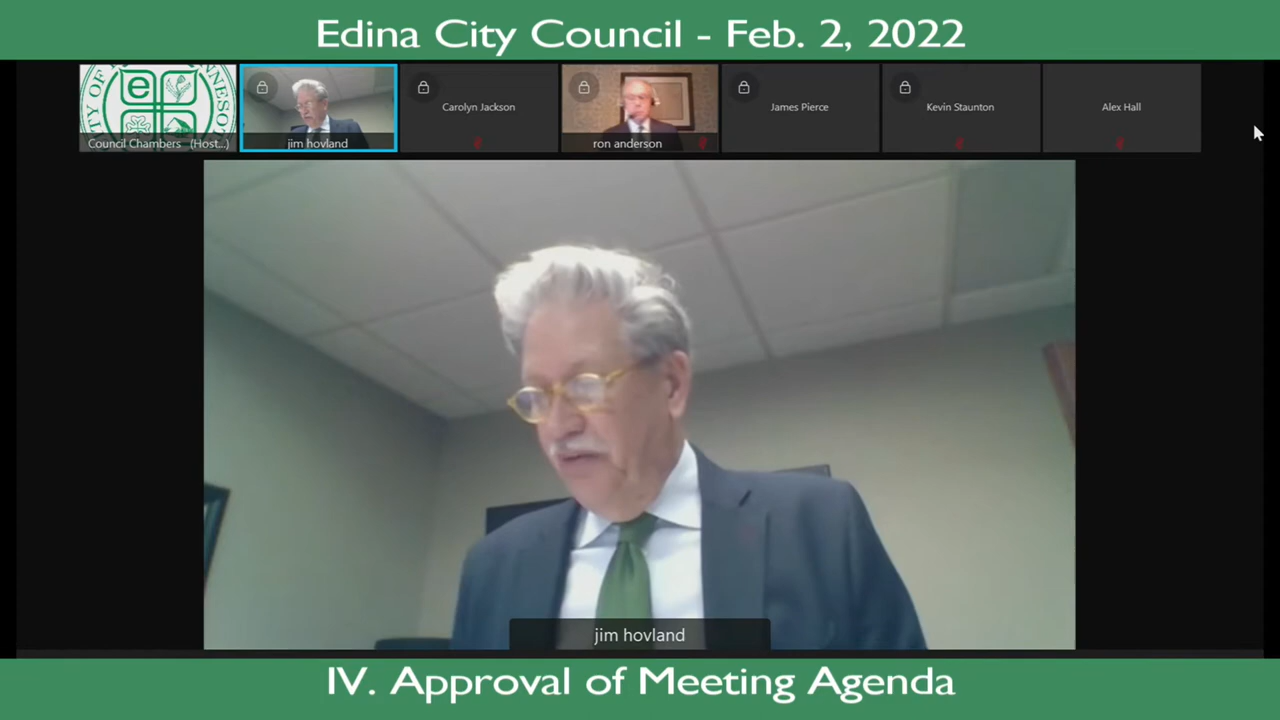 Edina City Council - Feb. 2, 2022
Council Chambers (Host...)
jim hovland
Carolyn Jackson
ron anderson
James Pierce
Kevin Staunton
Alex Hall
jim hovland
IV. Approval of Meeting Agenda